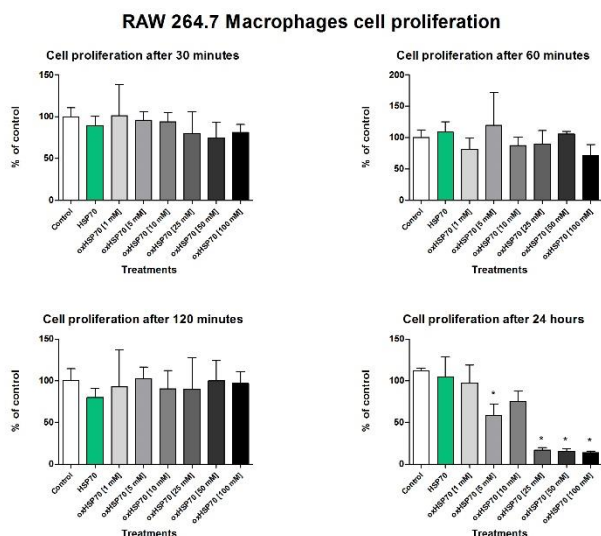 RAW 264.7 Macrophages cell proliferation
Cell proliferation after 30 minutes
% of control
150
100
50
0
Control
HSP70
oxHSP70 [1 mM]
oxHSP70 [5 mM]
oxHSP70 [10 mM]
oxHSP70 [25 mM]
oxHSP70 [50 mM]
oxHSP70 [100 mM]
Treatments
Cell proliferation after 60 minutes
% of control
200
150
100
50
0
Control
HSP70
oxHSP70 [1 mM]
oxHSP70 [5 mM]
oxHSP70 [10 mM]
oxHSP70 [25 mM]
oxHSP70 [50 mM]
oxHSP70 [100 mM]
Treatments
Cell proliferation after 120 minutes
% of control
150
100
50
0
Control
HSP70
oxHSP70 [1 mM]
oxHSP70 [5 mM]
oxHSP70 [10 mM]
oxHSP70 [25 mM]
oxHSP70 [50 mM]
oxHSP70 [100 mM]
Treatments
Cell proliferation after 24 hours
% of control
150
100
50
0
* * * *
Control
HSP70
oxHSP70 [1 mM]
oxHSP70 [5 mM]
oxHSP70 [10 mM]
oxHSP70 [25 mM]
oxHSP70 [50 mM]
oxHSP70 [100 mM]
Treatments